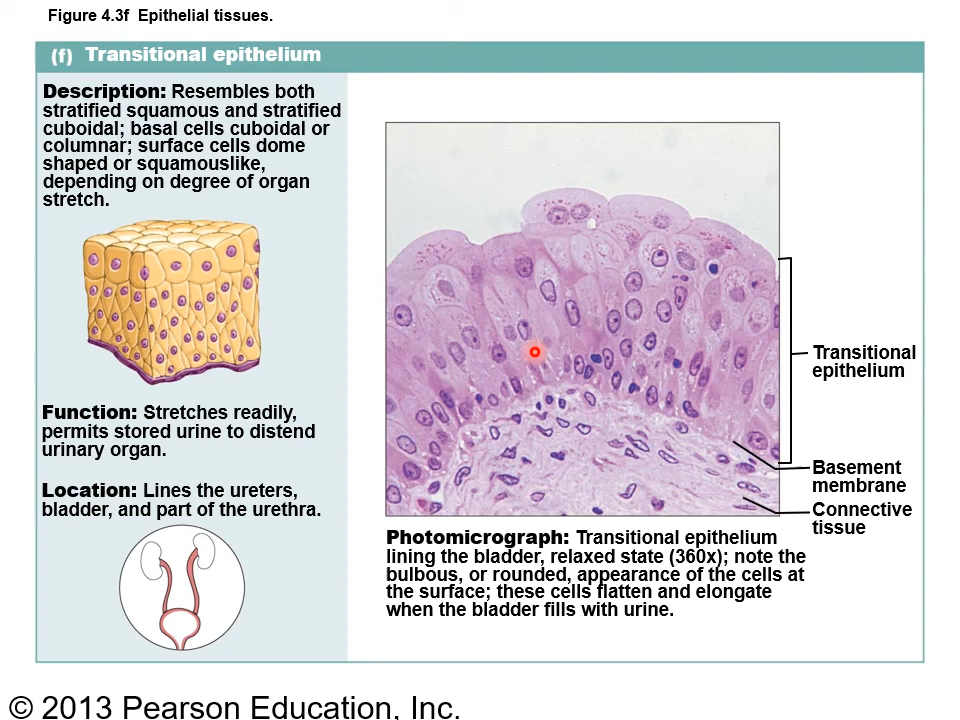 Figure 4.3f  Epithelial tissues.
(f) Transitional epithelium
Description: Resembles both
stratified squamous and stratified
cuboidal; basal cells cuboidal or
columnar; surface cells dome
shaped or squamouslike,
depending on degree of organ
stretch.
Function: Stretches readily,
permits stored urine to distend
urinary organ.
Location: Lines the ureters,
bladder, and part of the urethra.
Transitional
epithelium
Basement
membrane
Connective
tissue
Photomicrograph: Transitional epithelium
lining the bladder, relaxed state (360x); note the
bulbous, or rounded, appearance of the cells at
the surface; these cells flatten and elongate
when the bladder fills with urine.
© 2013 Pearson Education, Inc.